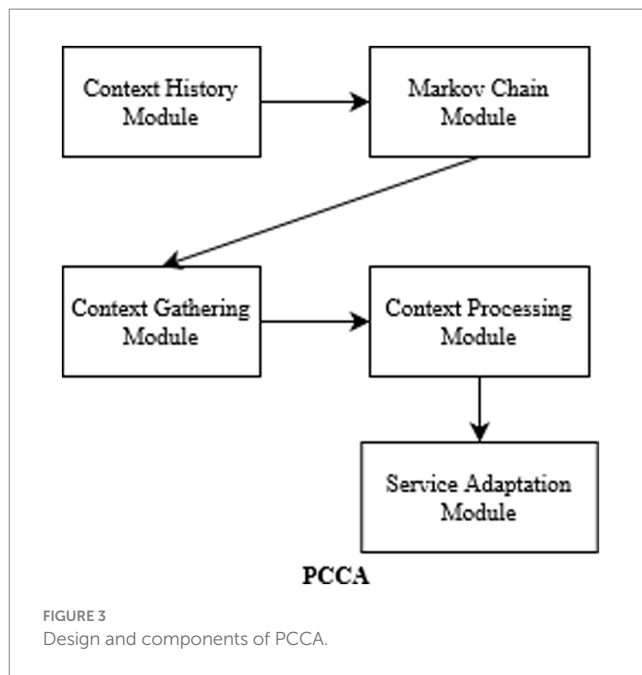 Context History
Module
Markov Chain
Module
Context Gathering
Module
Context Processing
Module
Service Adaptation
Module
PCCA
FIGURE 3
Design and components of PCCA.